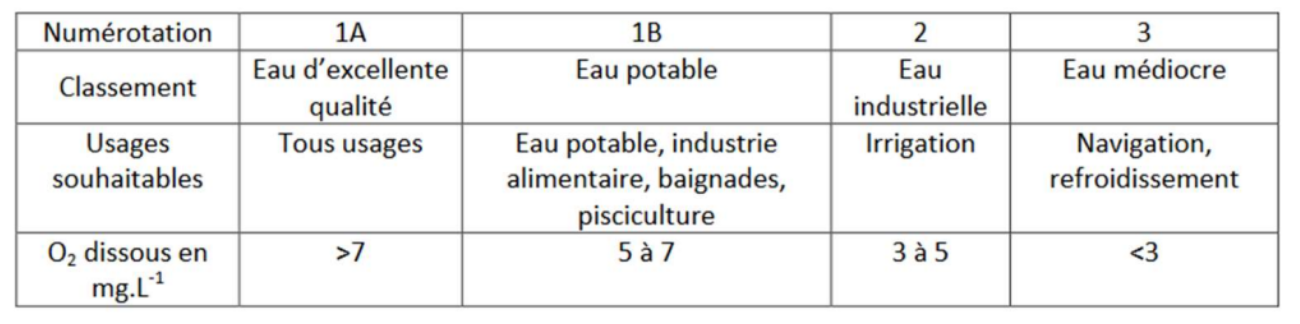 Numérotation 1A 1B 2 3
Classement Eau d’excellente qualité Eau potable Eau industrielle Eau médiocre
Usages souhaitables Tous usages Eau potable, industrie alimentaire, baignades, pisciculture Irrigation Navigation, refroidissement
O₂ dissous en mg.L⁻¹ >7 5 à 7 3 à 5 <3